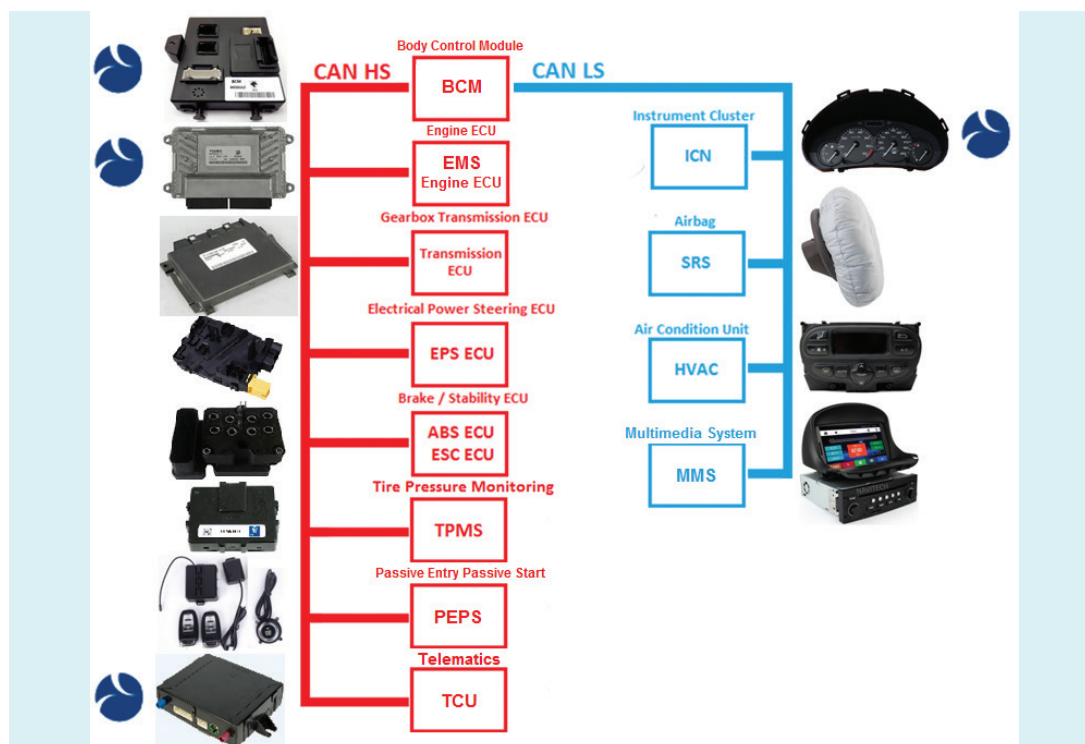 Body Control Module
CAN HS
BCM
CAN LS
BCM
Engine ECU
EMS
Engine ECU
Gearbox Transmission ECU
Transmission
ECU
Electrical Power Steering ECU
EPS ECU
Brake / Stability ECU
ABS ECU
ESC ECU
Tire Pressure Monitoring
TPMS
Passive Entry Passive Start
PEPS
Telematics
TCU
Instrument Cluster
ICN
Airbag
SRS
Air Condition Unit
HVAC
Multimedia System
MMS
NAVITECH